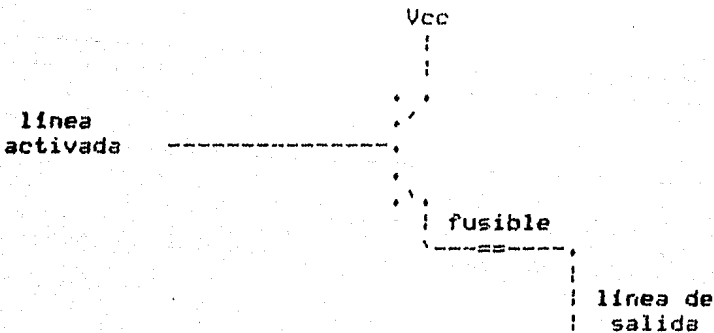 Vcc
línea
activada
fusible
línea de
salida